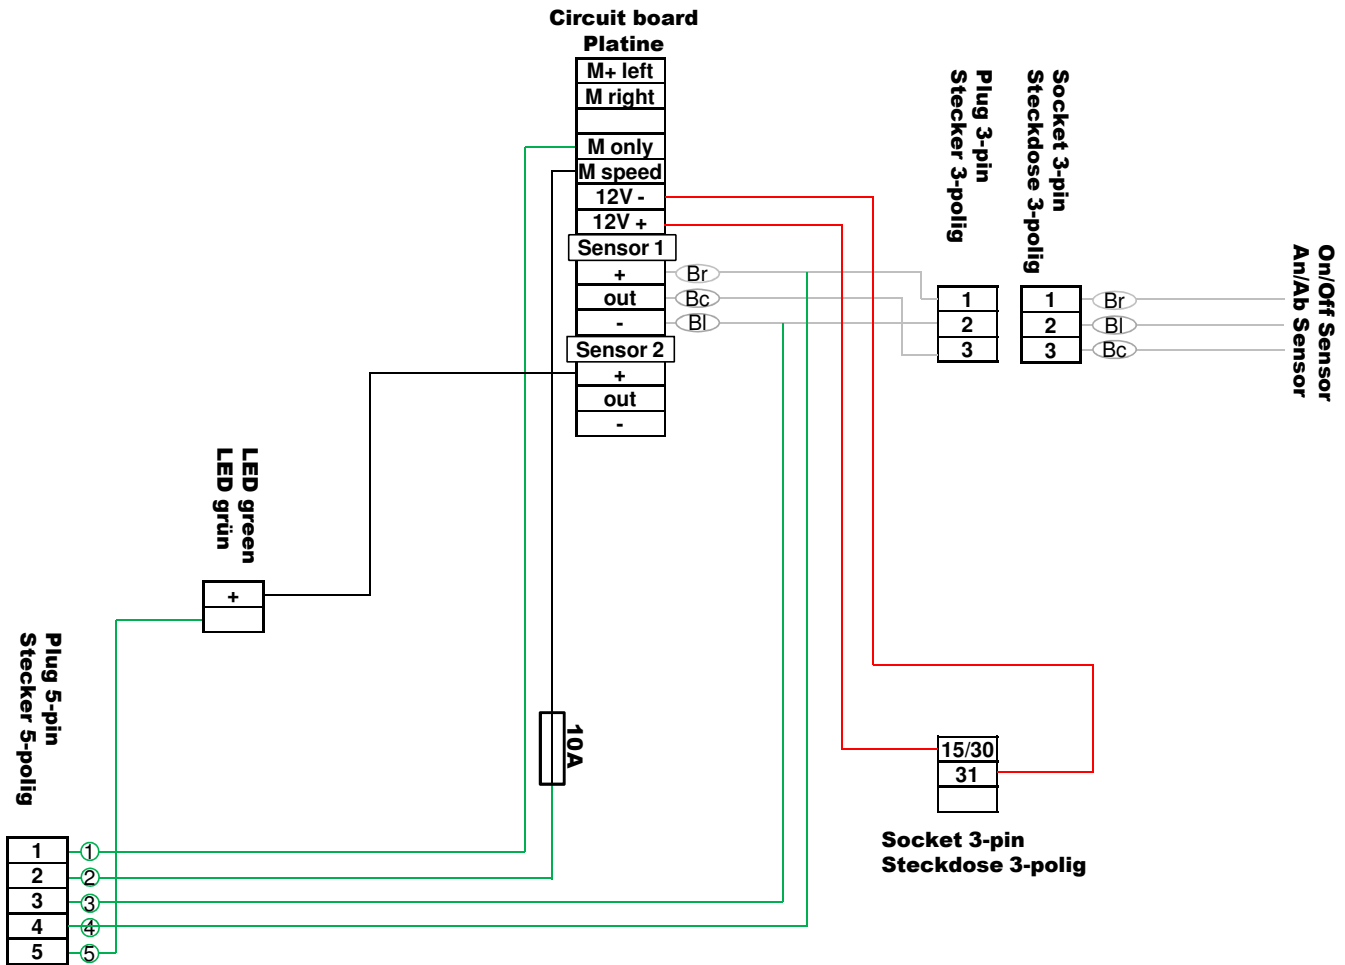 Circuit board
Platine
M+ left
M right
M only
M speed
12V -
12V +
Sensor 1
+
out
-
Sensor 2
+
out
-
Br
Bc
Bl
Plug 3-pin
Stecker 3-polig
1
2
3
Socket 3-pin
Steckdose 3-polig
1
2
3
Br
Bl
Bc
On/Off Sensor
An/Ab Sensor
LED green
LED grün
+
10A
15/30
31
Socket 3-pin
Steckdose 3-polig
Plug 5-pin
Stecker 5-polig
1 1
2 2
3 3
4 4
5 5